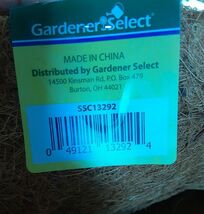 Gardener Select
MADE IN CHINA
Distributed by Gardener Select
14500 Kinsman Rd, P.O. Box 479
Burton, OH 44021
SSC13292
0 49121 13292 4